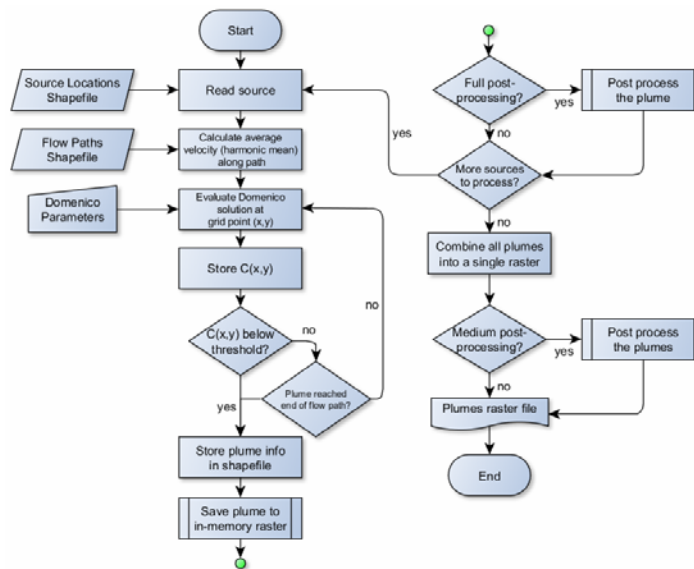 Start
Source Locations
Shapefile
Read source
Flow Paths
Shapefile
Calculate average
velocity (harmonic mean)
along path
Domenico
Parameters
Evaluate Domenico
solution at
grid point (x,y)
Store C(x,y)
C(x,y) below
threshold?
no
yes
Plume reached
end of flow path?
no
Store plume info
in shapefile
Save plume to
in-memory raster
Full post-
processing?
yes
Post process
the plume
no
More sources
to process?
yes
no
Combine all plumes
into a single raster
Medium post-
processing?
yes
Post process
the plumes
no
Plumes raster file
End